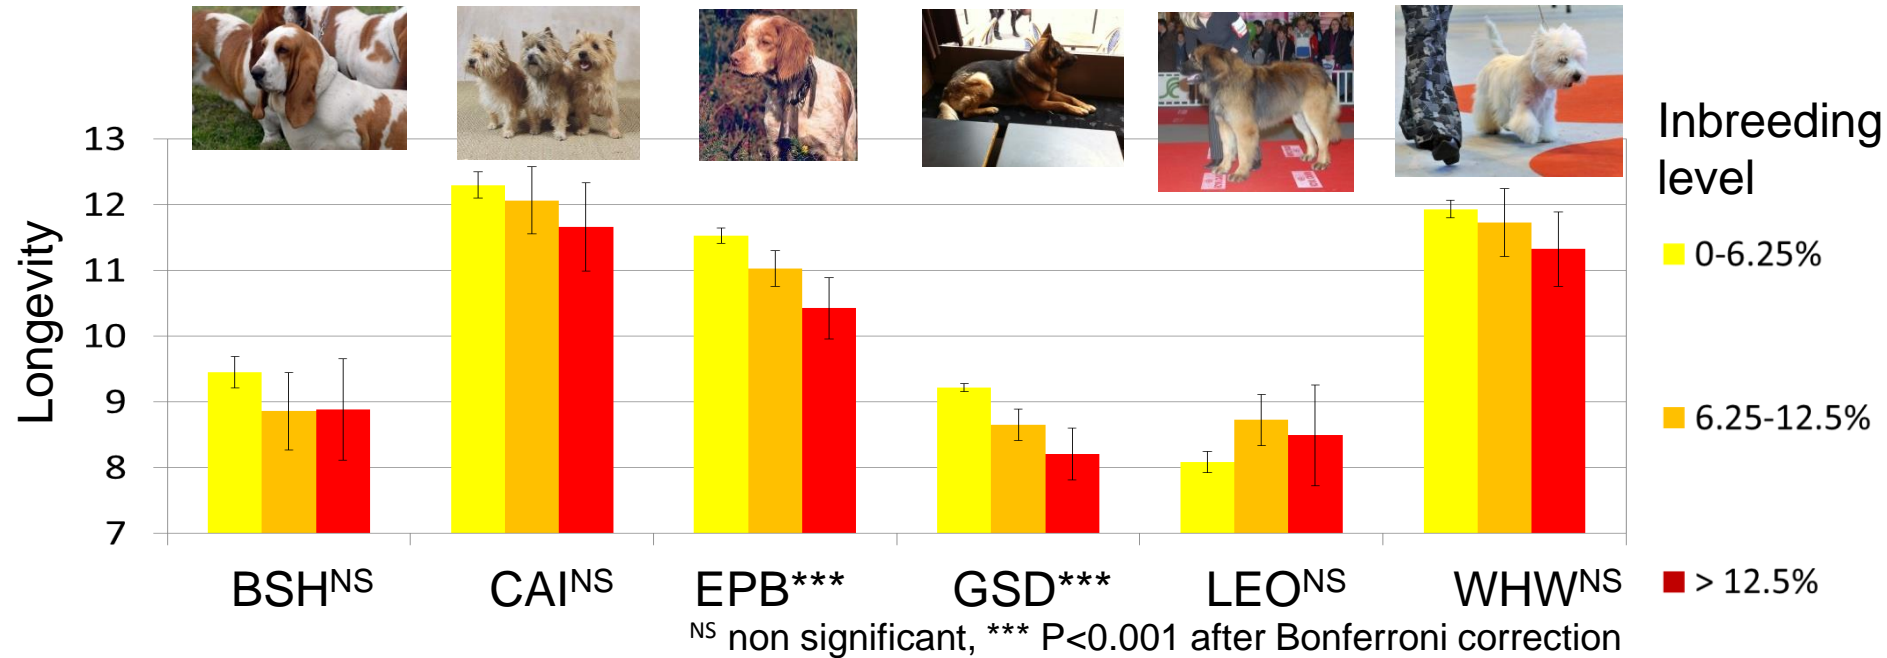 Inbreeding
level
13
12
11
10
9
8
7
Longevity
0-6.25%
6.25-12.5%
> 12.5%
BSHᴺˢ CAIᴺˢ EPB*** GSD*** LEOᴺˢ WHWᴺˢ
ᴺˢ non significant, *** P<0.001 after Bonferroni correction